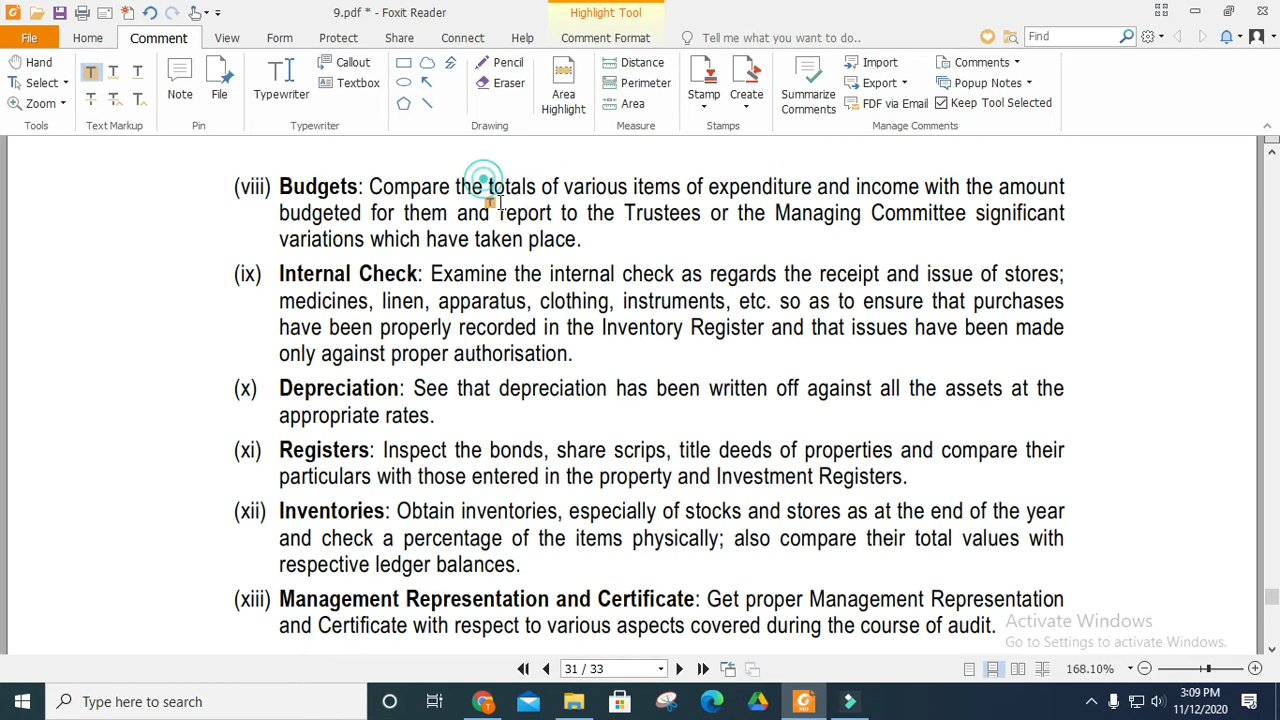 9.pdf * - Foxit Reader
Highlight Tool
File
Home
Comment
View
Form
Protect
Share
Connect
Help
Comment Format
Tell me what you want to do..
Find
Hand
Select
Zoom
Tools
Text Markup
Note
File
Pin
Typewriter
Callout
Textbox
Typewriter
Pencil
Eraser
Drawing
Area
Highlight
Distance
Perimeter
Area
Measure
Stamp
Create
Stamps
Summarize
Comments
Import
Export
FDF via Email
Comments
Popup Notes
Keep Tool Selected
Manage Comments
(viii) Budgets: Compare the totals of various items of expenditure and income with the amount
budgeted for them and report to the Trustees or the Managing Committee significant
variations which have taken place.
(ix) Internal Check: Examine the internal check as regards the receipt and issue of stores;
medicines, linen, apparatus, clothing, instruments, etc. so as to ensure that purchases
have been properly recorded in the Inventory Register and that issues have been made
only against proper authorisation.
(x) Depreciation: See that depreciation has been written off against all the assets at the
appropriate rates.
(xi) Registers: Inspect the bonds, share scrips, title deeds of properties and compare their
particulars with those entered in the property and Investment Registers.
(xii) Inventories: Obtain inventories, especially of stocks and stores as at the end of the year
and check a percentage of the items physically; also compare their total values with
respective ledger balances.
(xiii) Management Representation and Certificate: Get proper Management Representation
and Certificate with respect to various aspects covered during the course of audit.
Activate Windows
Go to Settings to activate Windows.
31 / 33
168.10%
Type here to search
3:09 PM
11/12/2020